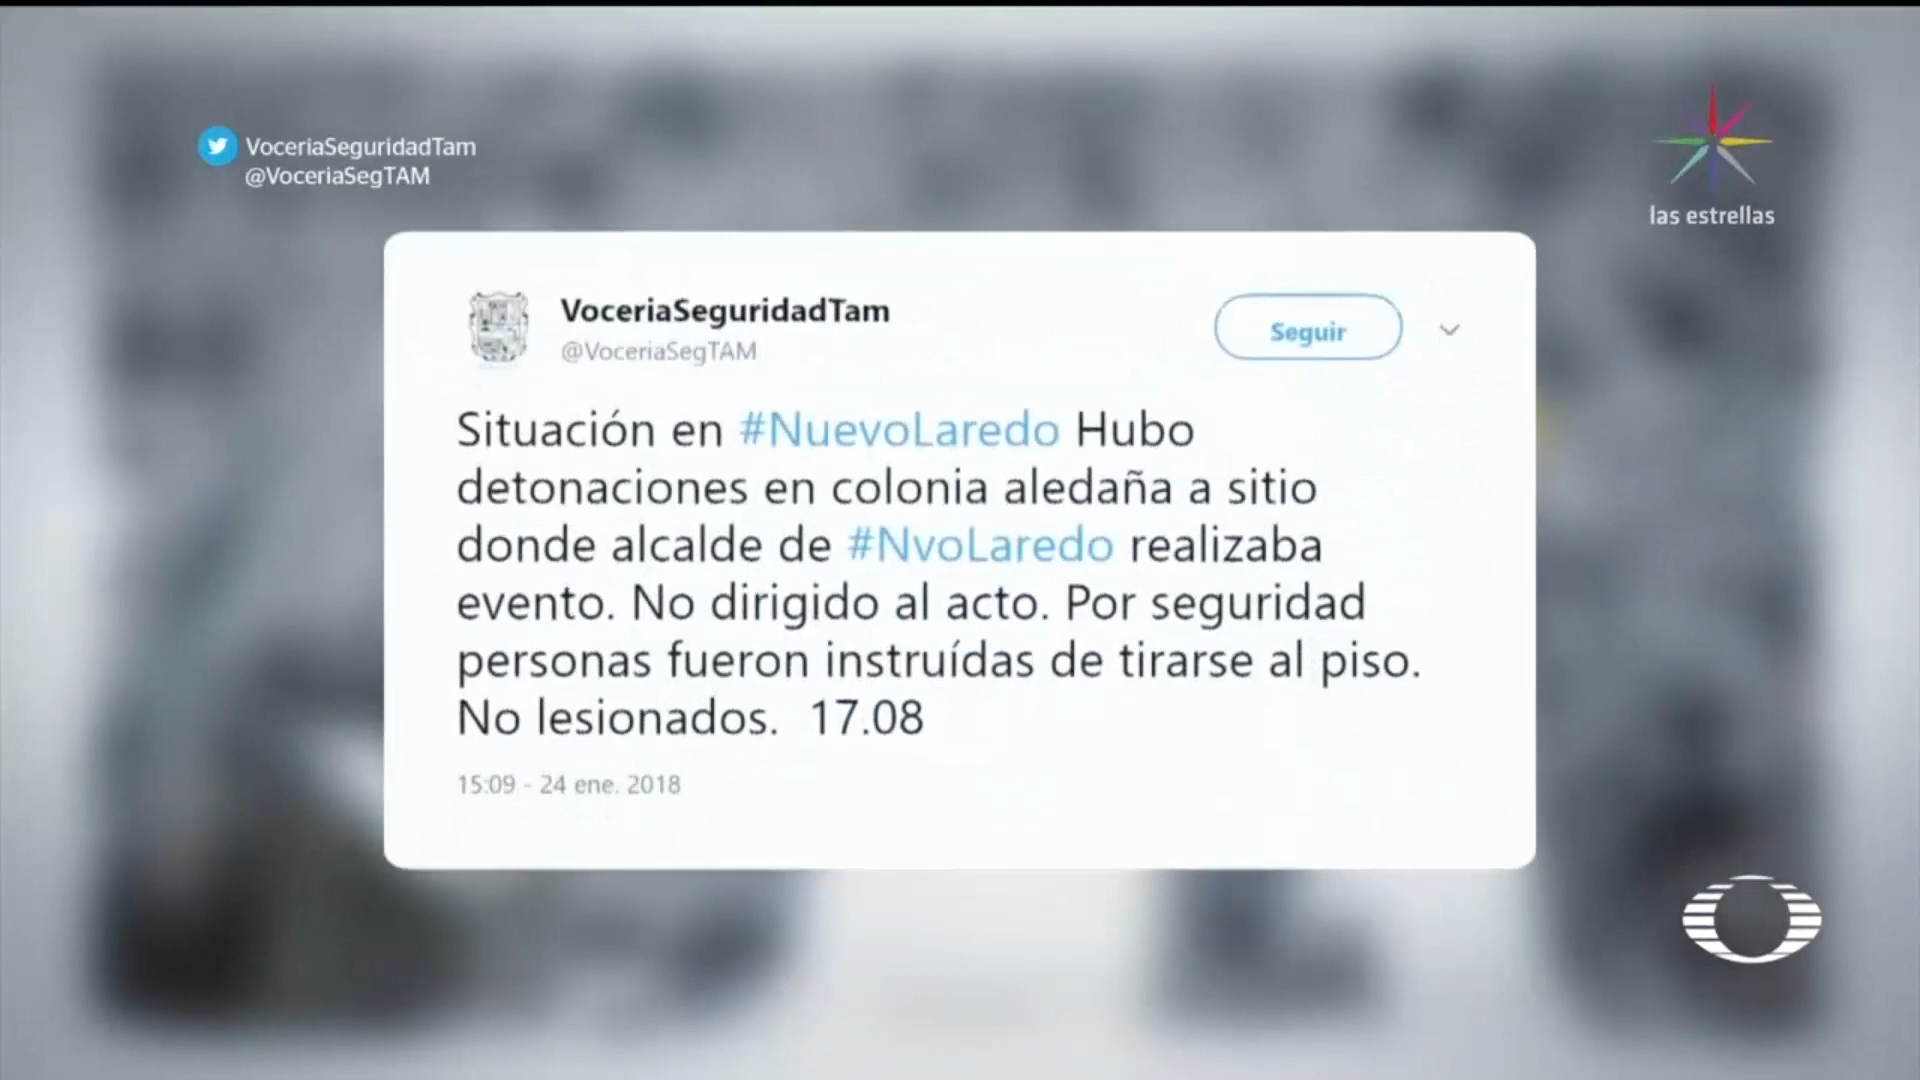 VoceriaSeguridadTam
@VoceriaSegTAM
las estrellas
VoceriaSeguridadTam
@VoceriaSegTAM
Seguir
Situación en #NuevoLaredo Hubo
detonaciones en colonia aledaña a sitio
donde alcalde de #NvoLaredo realizaba
evento. No dirigido al acto. Por seguridad
personas fueron instruídas de tirarse al piso.
No lesionados.  17.08
15:09 - 24 ene. 2018